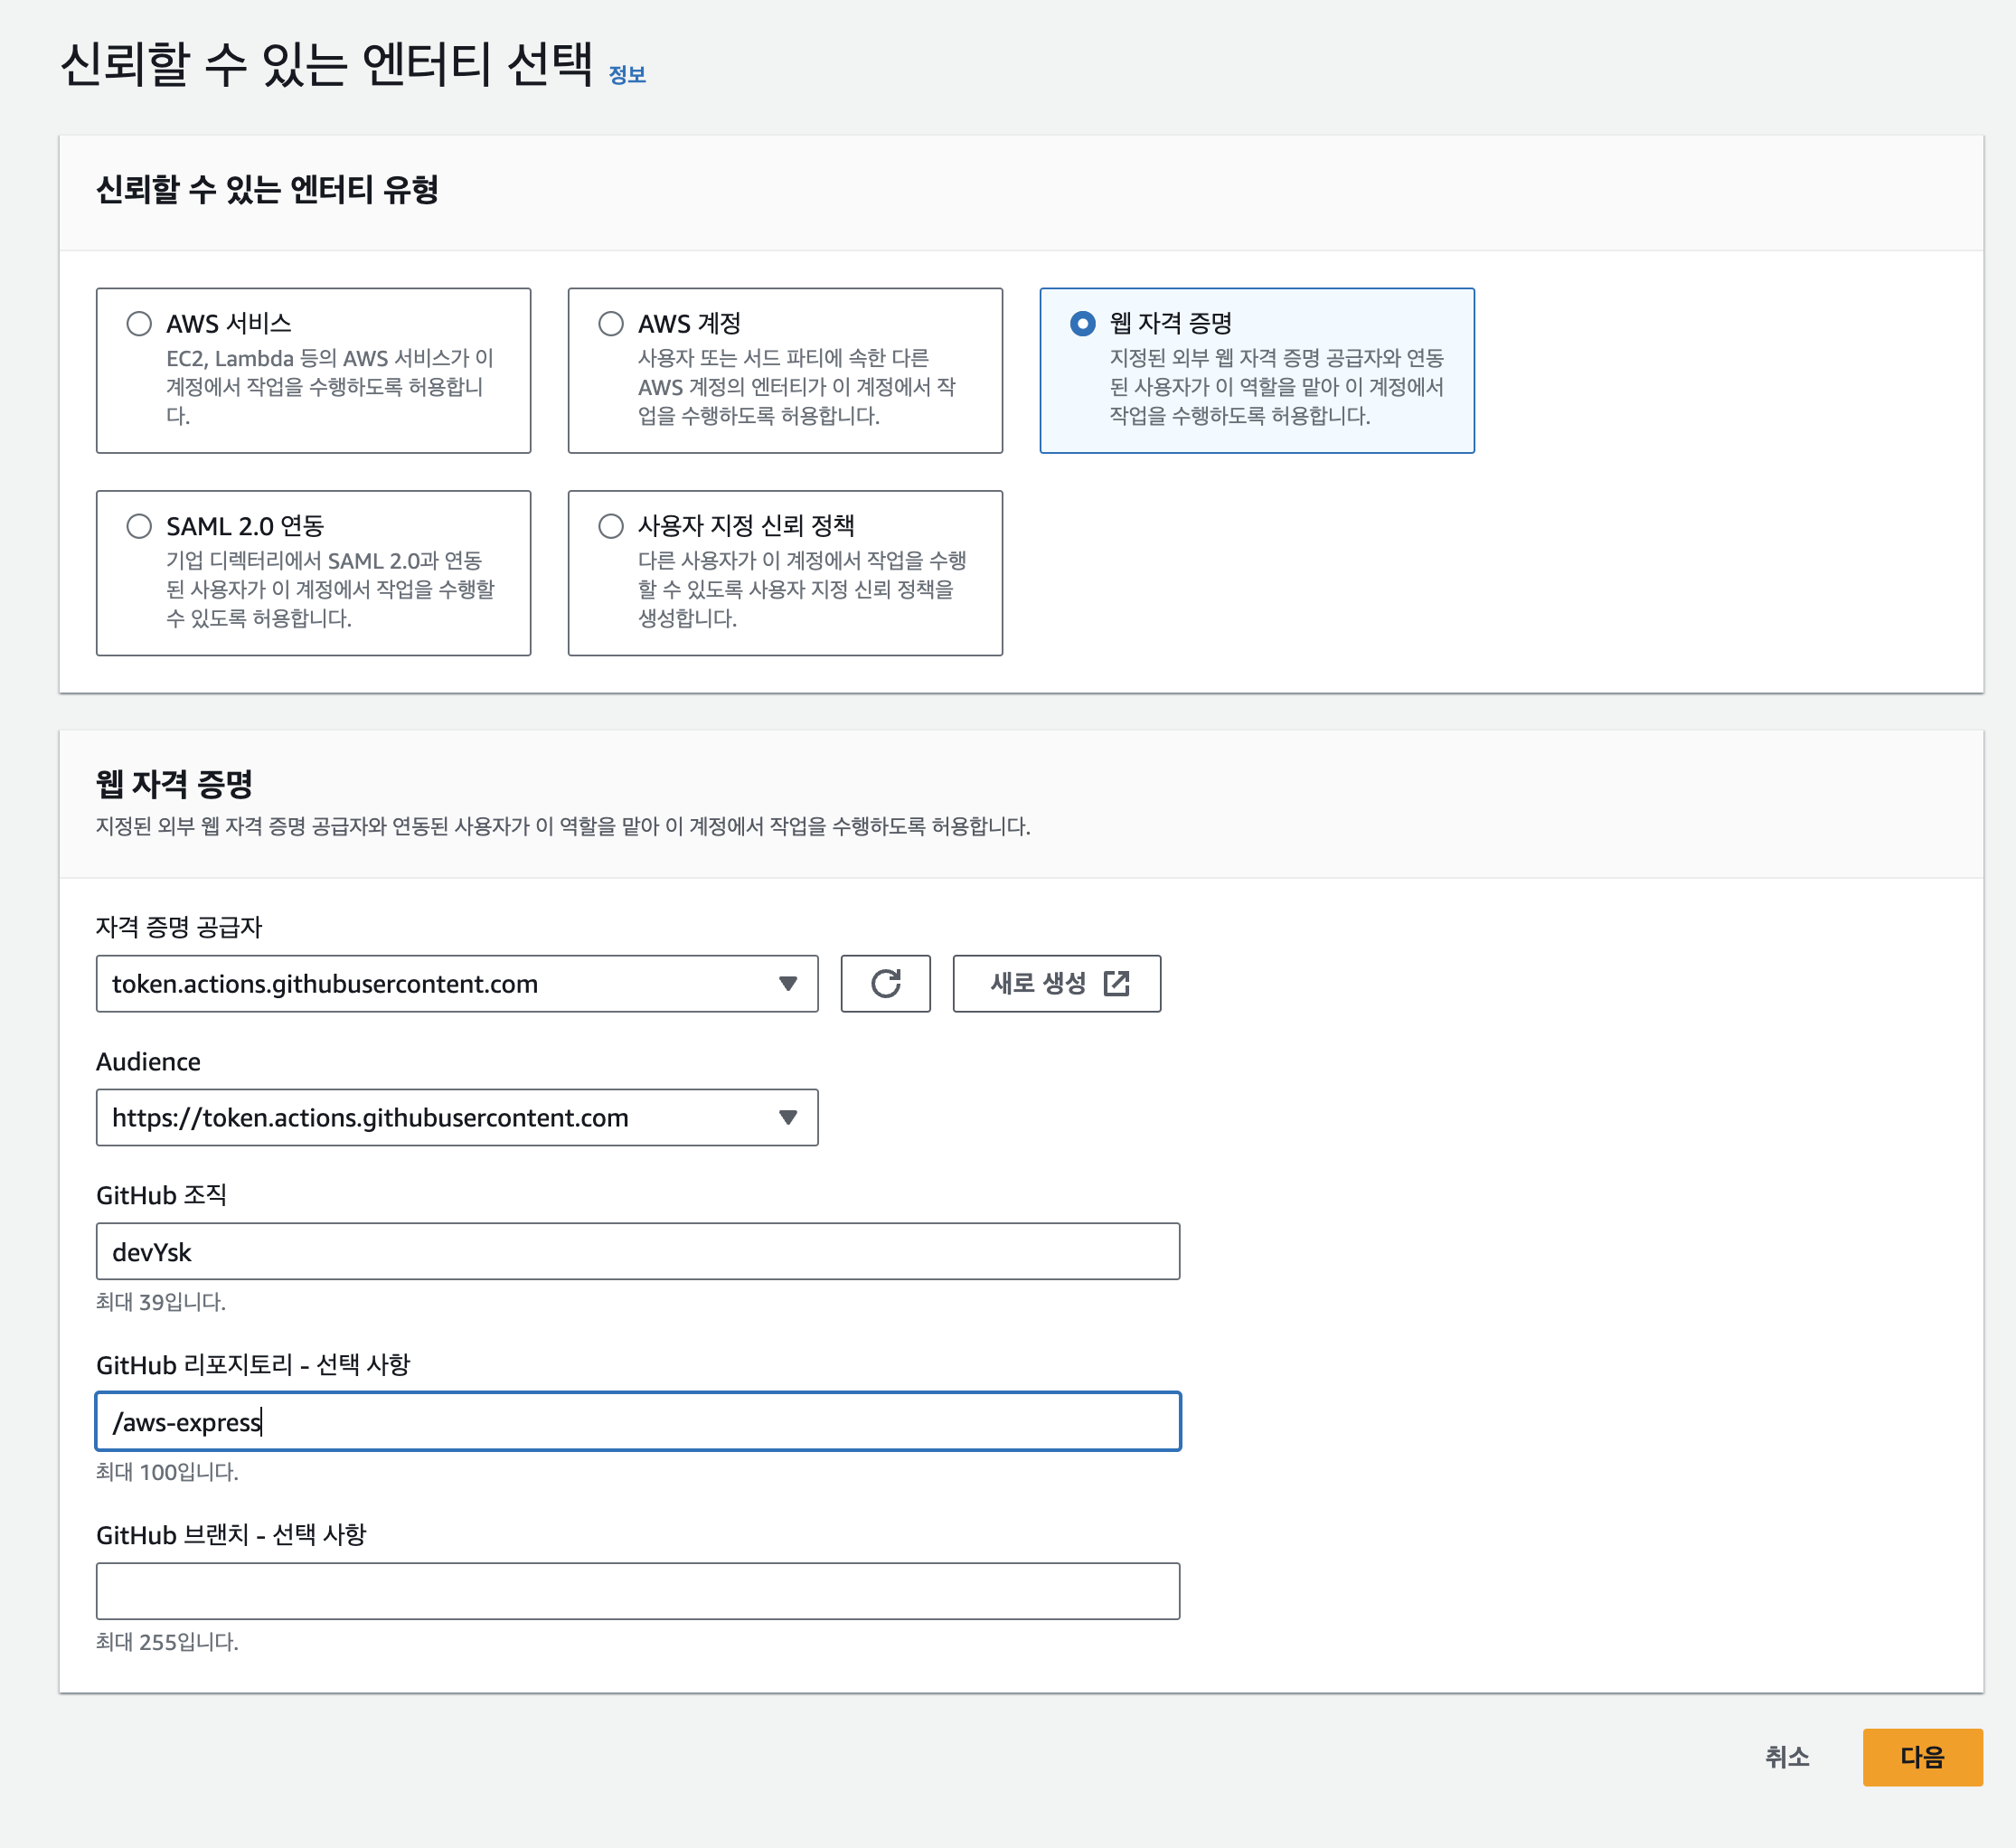 신뢰할 수 있는 엔터티 선택 정보
신뢰할 수 있는 엔터티 유형
AWS 서비스
EC2, Lambda 등의 AWS 서비스가 이
계정에서 작업을 수행하도록 허용합니
다.
AWS 계정
사용자 또는 서드 파티에 속한 다른
AWS 계정의 엔터티가 이 계정에서 작
업을 수행하도록 허용합니다.
웹 자격 증명
지정된 외부 웹 자격 증명 공급자와 연동
된 사용자가 이 역할을 맡아 이 계정에서
작업을 수행하도록 허용합니다.
SAML 2.0 연동
기업 디렉터리에서 SAML 2.0과 연동
된 사용자가 이 계정에서 작업을 수행할
수 있도록 허용합니다.
사용자 지정 신뢰 정책
다른 사용자가 이 계정에서 작업을 수행
할 수 있도록 사용자 지정 신뢰 정책을
생성합니다.
웹 자격 증명
지정된 외부 웹 자격 증명 공급자와 연동된 사용자가 이 역할을 맡아 이 계정에서 작업을 수행하도록 허용합니다.
자격 증명 공급자
token.actions.githubusercontent.com
새로 생성
Audience
https://token.actions.githubusercontent.com
GitHub 조직
devYsk
최대 39입니다.
GitHub 리포지토리 - 선택 사항
/aws-express
최대 100입니다.
GitHub 브랜치 - 선택 사항
최대 255입니다.
취소
다음